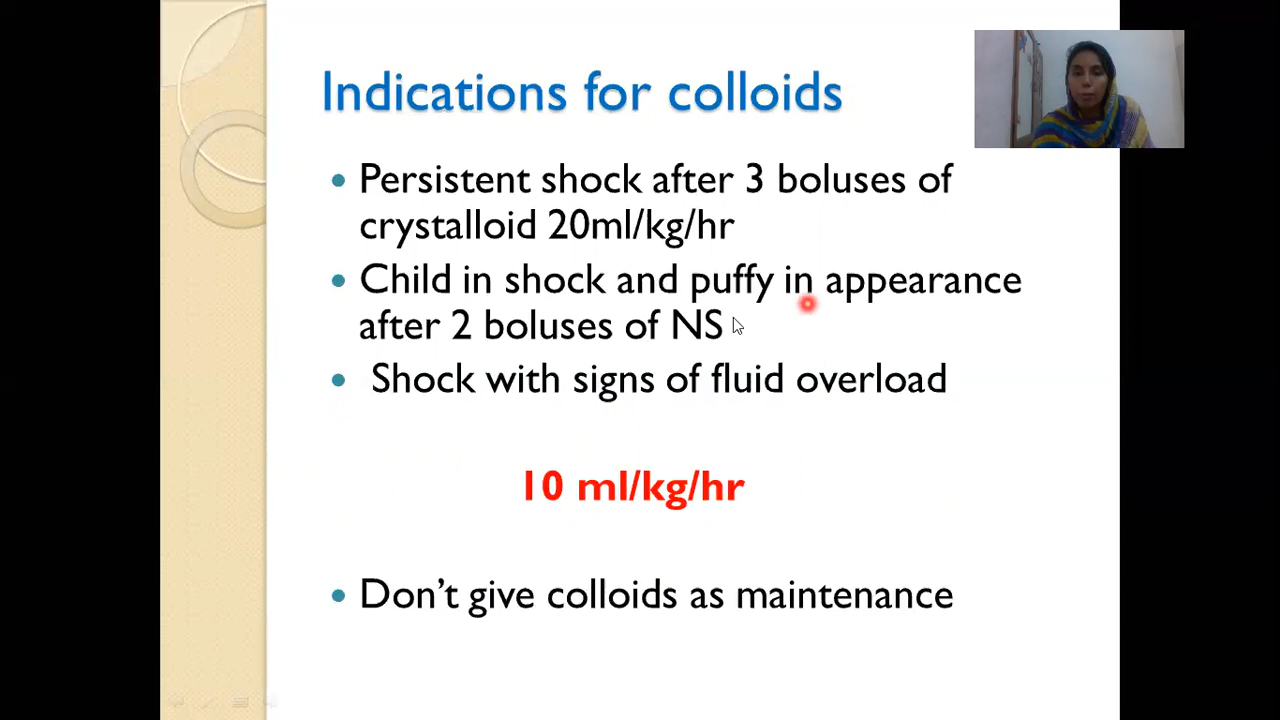 Indications for colloids
Persistent shock after 3 boluses of
crystalloid 20ml/kg/hr
Child in shock and puffy in appearance
after 2 boluses of NS
Shock with signs of fluid overload
10 ml/kg/hr
Don't give colloids as maintenance